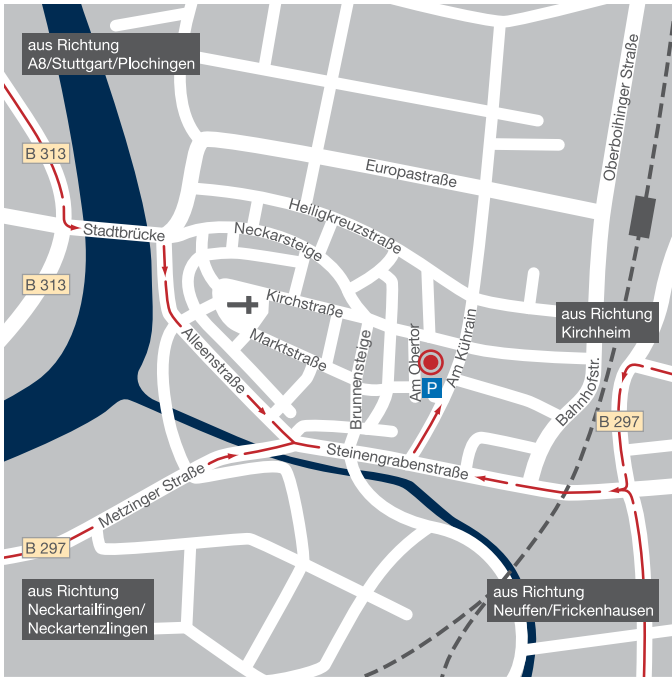 aus Richtung
A8/Stuttgart/Plochingen
Oberboihinger Straße
B 313
Europastraße
Heiligkreuzstraße
Stadtbrücke
Neckarsteige
B 313
Kirchstraße
aus Richtung
Kirchheim
Marktstraße
Alleenstraße
Brunnensteige
Am Obertor
Am Kührain
P
Bahnhofstr.
B 297
Steinengrabenstraße
Metzinger Straße
B 297
aus Richtung
Neckartailfingen/
Neckartenzlingen
aus Richtung
Neuffen/Frickenhausen